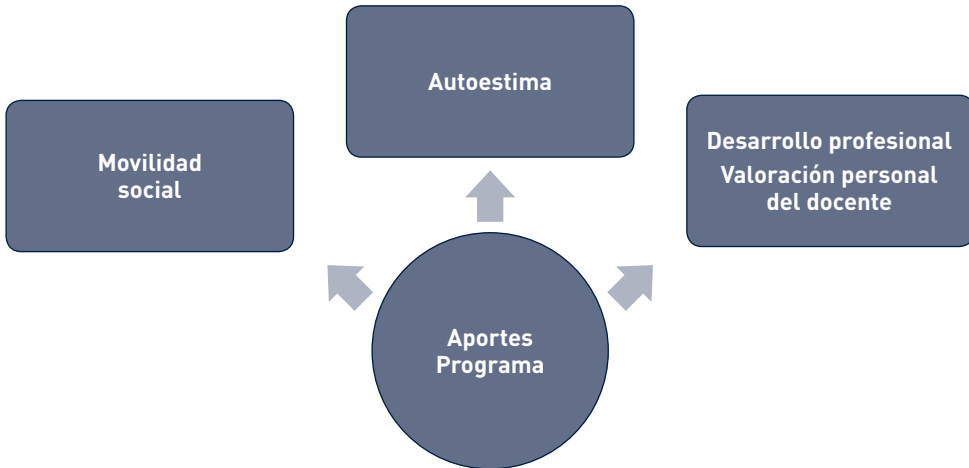 Autoestima
Movilidad
social
Desarrollo profesional
Valoración personal
del docente
Aportes
Programa